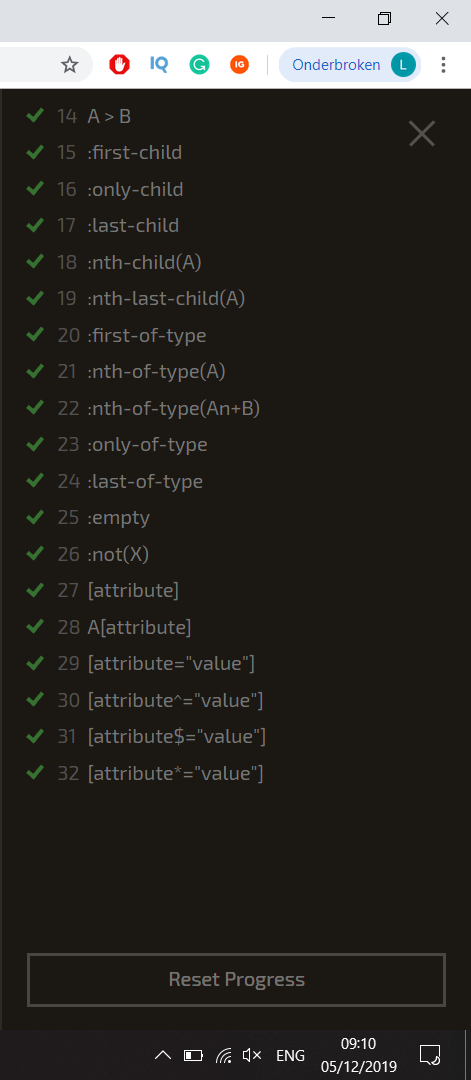 IQ
G
IG
Onderbroken L
14 A > B
15 :first-child
16 :only-child
17 :last-child
18 :nth-child(A)
19 :nth-last-child(A)
20 :first-of-type
21 :nth-of-type(A)
22 :nth-of-type(An+B)
23 :only-of-type
24 :last-of-type
25 :empty
26 :not(X)
27 [attribute]
28 A[attribute]
29 [attribute="value"]
30 [attribute^="value"]
31 [attribute$="value"]
32 [attribute*="value"]
Reset Progress
ENG
09:10
05/12/2019